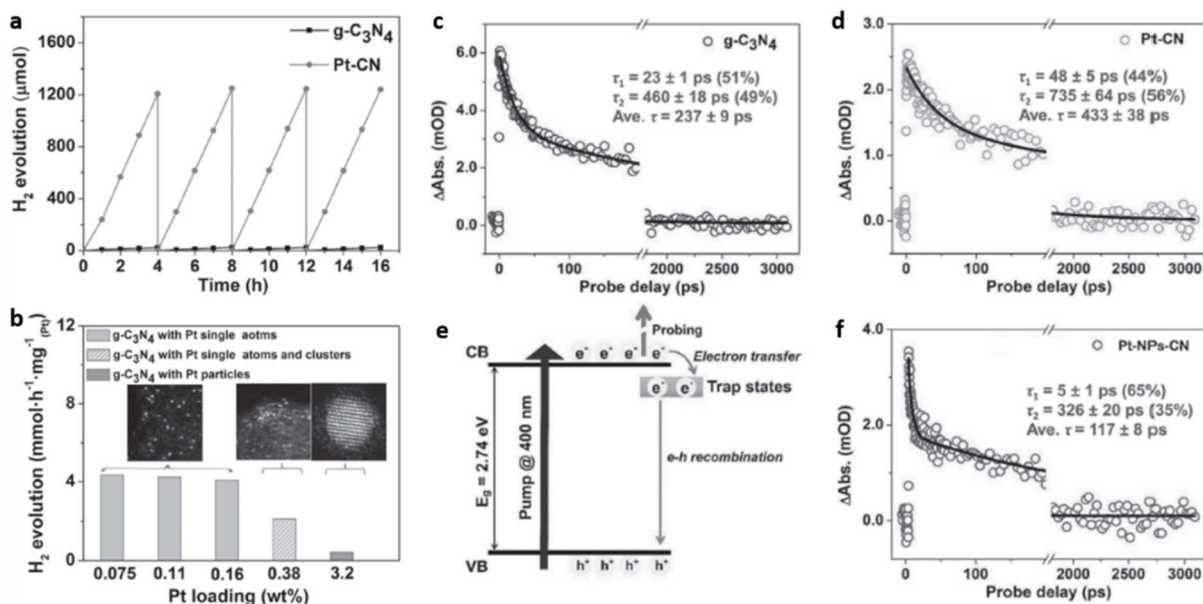 a
g-C₃N₄
Pt-CN
H₂ evolution (μmol)
1600
1200
800
400
0
0 2 4 6 8 10 12 14 16
Time (h)
b
g-C₃N₄ with Pt single aotms
g-C₃N₄ with Pt single atoms and clusters
g-C₃N₄ with Pt particles
H₂ evolution (mmol·h⁻¹·mg⁻¹(Pt))
12
8
4
0
0.075 0.11 0.16 0.38 3.2
Pt loading (wt%)
c
g-C₃N₄
τ₁ = 23 ± 1 ps (51%)
τ₂ = 460 ± 18 ps (49%)
Ave. τ = 237 ± 9 ps
ΔAbs. (mOD)
6.0
4.0
2.0
0.0
0 100 2000 2500 3000
Probe delay (ps)
d
Pt-CN
τ₁ = 48 ± 5 ps (44%)
τ₂ = 735 ± 64 ps (56%)
Ave. τ = 433 ± 38 ps
ΔAbs. (mOD)
3.0
2.0
1.0
0.0
0 100 2000 2500 3000
Probe delay (ps)
e
Probing
CB
e⁻ e⁻ e⁻ e⁻
Electron transfer
e⁻ e⁻
Trap states
E_g = 2.74 eV
Pump @ 400 nm
e-h recombination
VB
h⁺ h⁺ h⁺ h⁺
f
Pt-NPs-CN
τ₁ = 5 ± 1 ps (65%)
τ₂ = 326 ± 20 ps (35%)
Ave. τ = 117 ± 8 ps
ΔAbs. (mOD)
4.0
2.0
0.0
0 100 2000 2500 3000
Probe delay (ps)